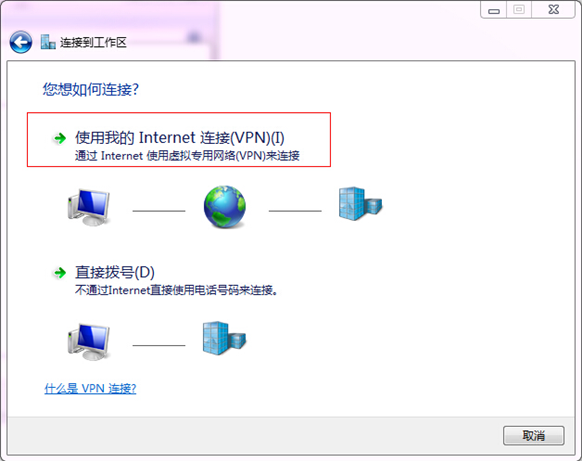 连接到工作区
您想如何连接?
使用我的 Internet 连接(VPN)(I)
通过 Internet 使用虚拟专用网络(VPN)来连接
直接拨号(D)
不通过Internet直接使用电话号码来连接。
什么是 VPN 连接?
取消